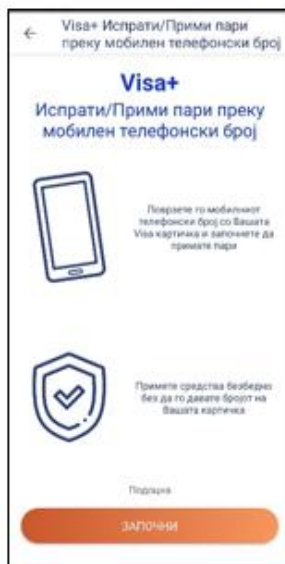 Visa+ Испрати/Прими пари
преку мобилен телефонски број
Visa+
Испрати/Прими пари преку
мобилен телефонски број
Поврзете го мобилниот
телефонски број со Вашата
Visa картичка и започнете да
примате пари
Примете средства безбедно
без да го давате бројот на
Вашата картичка
Подоцна
ЗАПОЧНИ